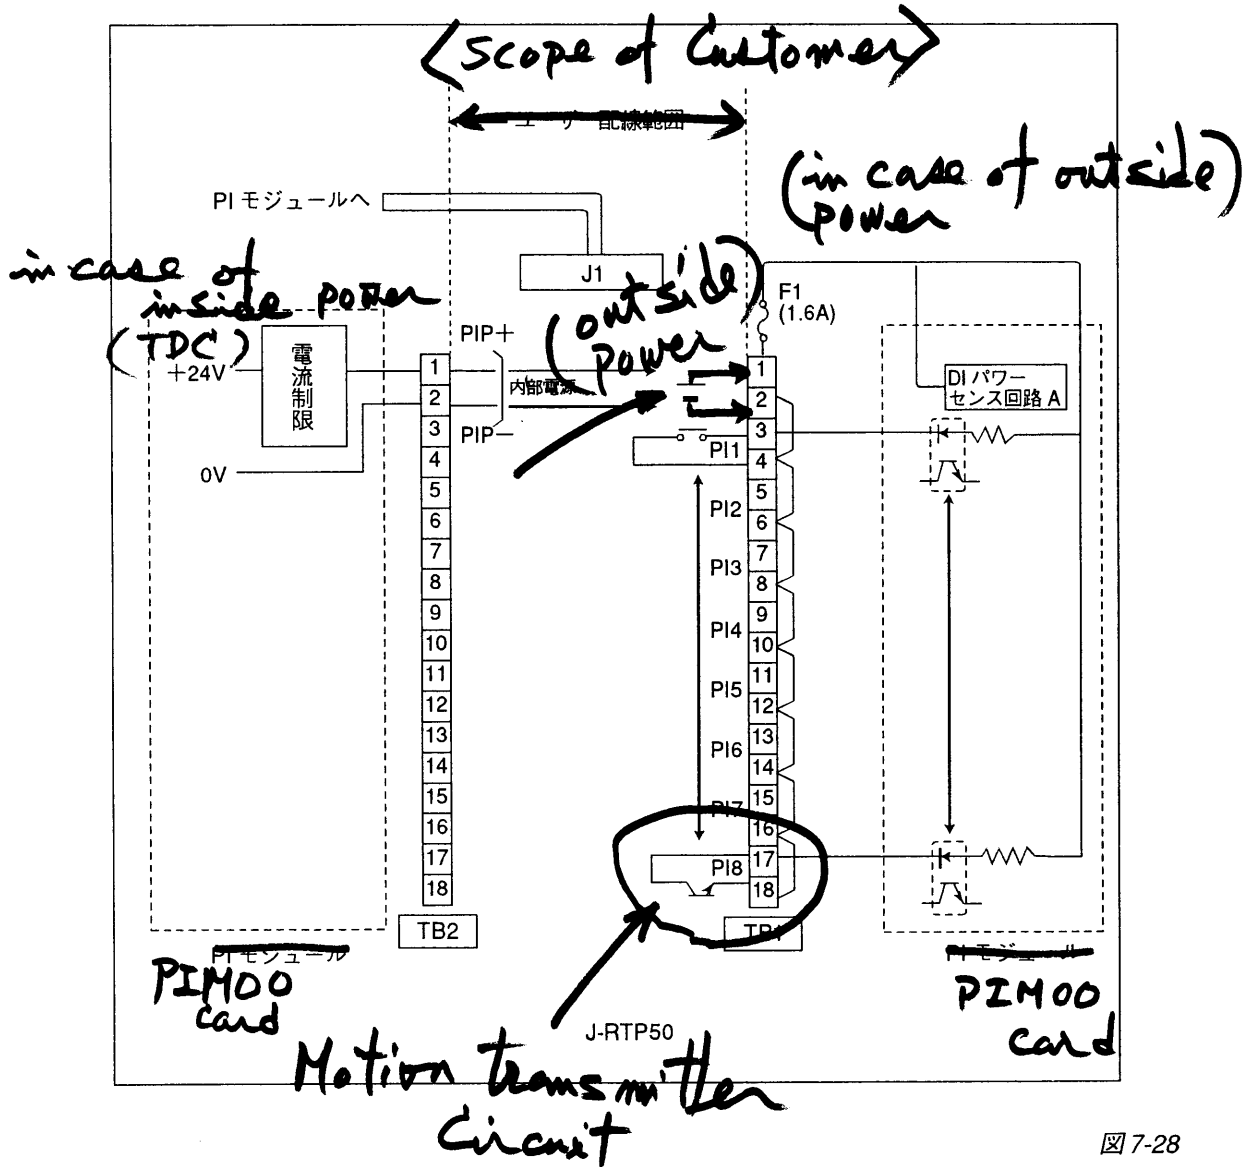 <scope of Customer>
ユーザ配線範囲
(in case of outside)
power
PIモジュールへ
J1
in case of
inside power
(TDC)
(outside)
power
F1
(1.6A)
+24V
電流制限
0V
PIP+
内部電源
PIP−
DIパワー
センス回路A
1
2
3
4
5
6
7
8
9
10
11
12
13
14
15
16
17
18
TB2
PI1
PI2
PI3
PI4
PI5
PI6
PI7
PI8
1
2
3
4
5
6
7
8
9
10
11
12
13
14
15
16
17
18
TB1
PIモジュール
PIM00
card
PIモジュール
PIM00
card
J-RTP50
Motion transmitter
Circuit
図 7-28